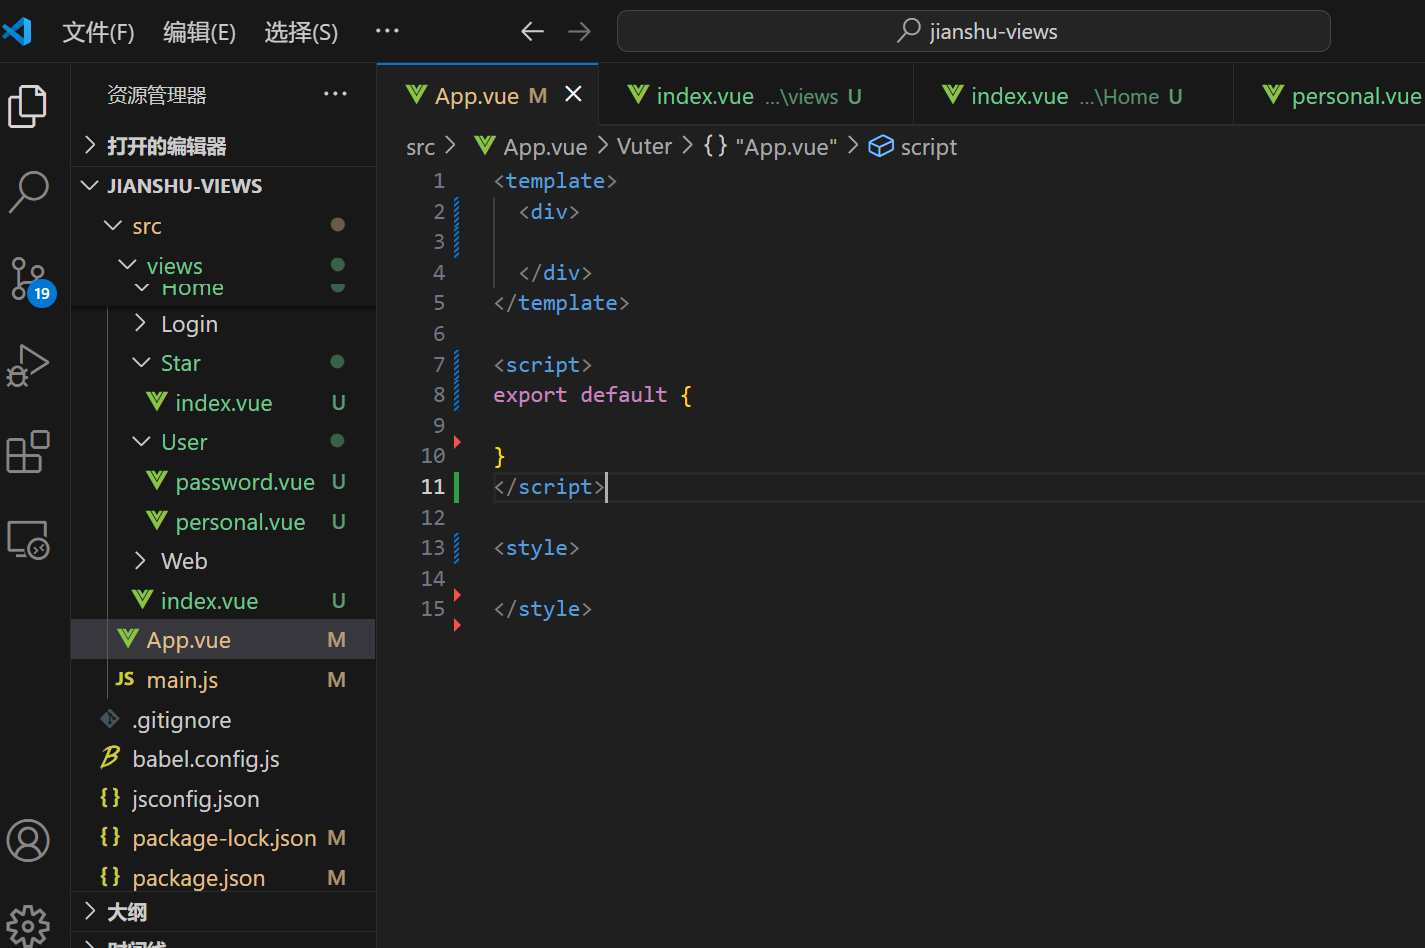 文件(F) 编辑(E) 选择(S) ··· jianshu-views
资源管理器 ···
打开的编辑器
JIANSHU-VIEWS
src
views
Home
Login
Star
index.vue U
User
password.vue U
personal.vue U
Web
index.vue U
App.vue M
JS main.js M
.gitignore
babel.config.js
{} jsconfig.json
{} package-lock.json M
{} package.json M
大纲
时间线
19
App.vue M index.vue ...\views U index.vue ...\Home U personal.vue
src > App.vue > Vuter > {} "App.vue" > script
1 <template>
2 <div>
3
4 </div>
5 </template>
6
7 <script>
8 export default {
9
10 }
11 </script>
12
13 <style>
14
15 </style>